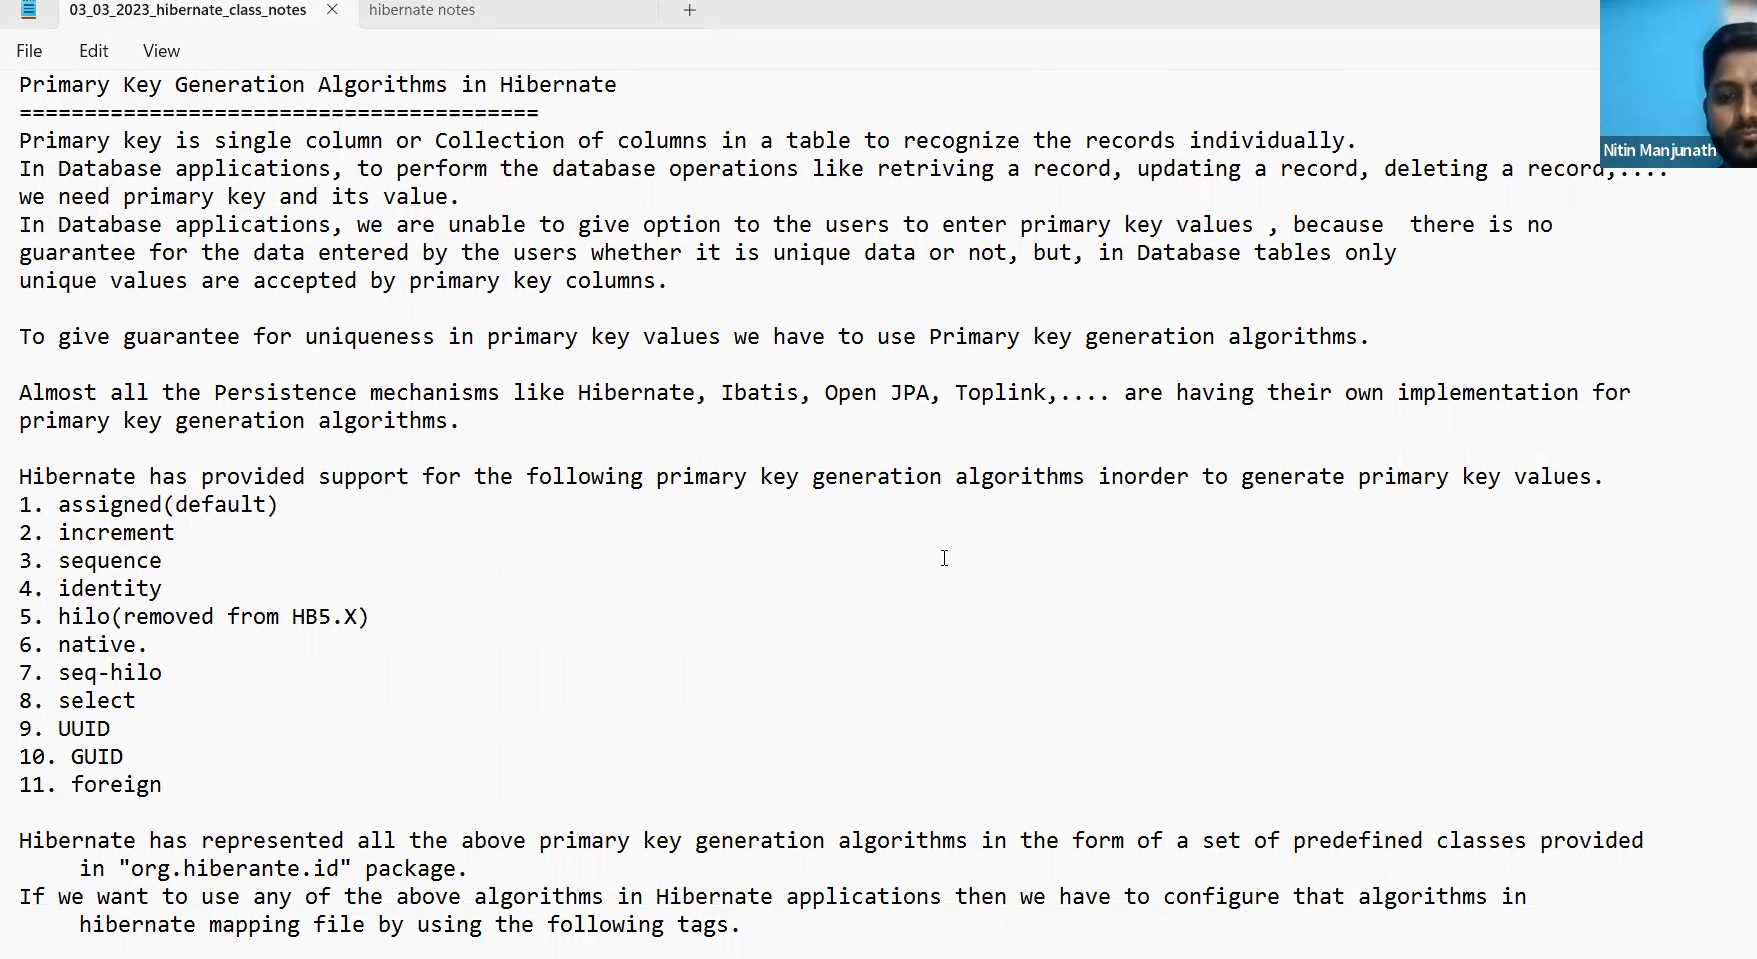 03_03_2023_hibernate_class_notes
hibernate notes
File Edit View
Primary Key Generation Algorithms in Hibernate
========================================
Primary key is single column or Collection of columns in a table to recognize the records individually.
In Database applications, to perform the database operations like retriving a record, updating a record, deleting a record,....
we need primary key and its value.
In Database applications, we are unable to give option to the users to enter primary key values , because  there is no
guarantee for the data entered by the users whether it is unique data or not, but, in Database tables only
unique values are accepted by primary key columns.
To give guarantee for uniqueness in primary key values we have to use Primary key generation algorithms.
Almost all the Persistence mechanisms like Hibernate, Ibatis, Open JPA, Toplink,.... are having their own implementation for
primary key generation algorithms.
Hibernate has provided support for the following primary key generation algorithms inorder to generate primary key values.
1. assigned(default)
2. increment
3. sequence
4. identity
5. hilo(removed from HB5.X)
6. native.
7. seq-hilo
8. select
9. UUID
10. GUID
11. foreign
Hibernate has represented all the above primary key generation algorithms in the form of a set of predefined classes provided
in "org.hiberante.id" package.
If we want to use any of the above algorithms in Hibernate applications then we have to configure that algorithms in
hibernate mapping file by using the following tags.
Nitin Manjunath